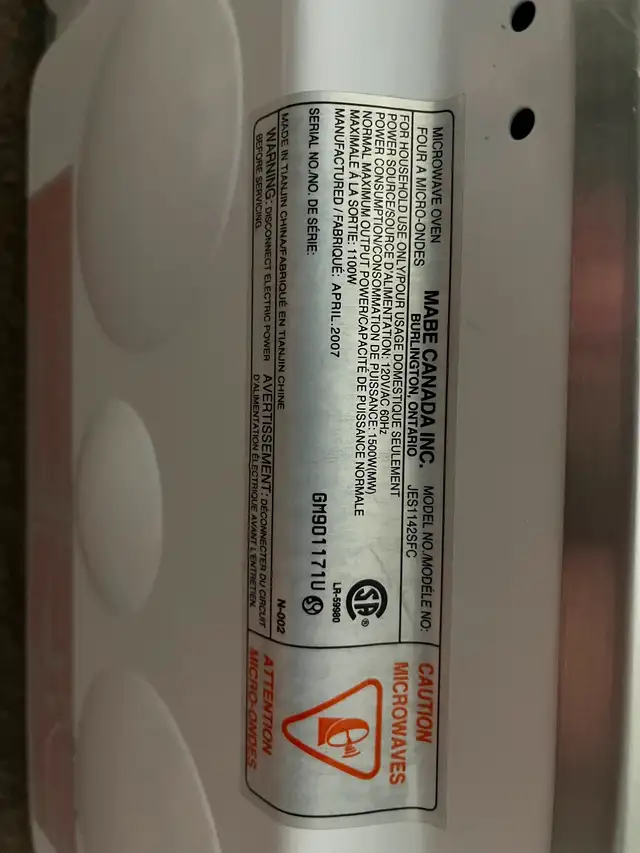 MICROWAVE OVEN
FOUR A MICRO-ONDES
MABE CANADA INC.
BURLINGTON, ONTARIO
MODEL NO./MODÉLE NO:
JES1142SFC
FOR HOUSEHOLD USE ONLY/POUR USAGE DOMESTIQUE SEULEMENT
POWER SOURCE/SOURCE D'ALIMENTATION: 120V/AC 60Hz
POWER CONSUMPTION/CONSOMMATION DE PUISSANCE: 1500W(MW)
NORMAL MAXIMUM OUTPUT POWER/CAPACITÉ DE PUISSANCE NORMALE
MAXIMALE À LA SORTIE: 1100W
MANUFACTURED / FABRIQUÉ: APRIL.2007
SA®
LR-59980
SERIAL NO./NO. DE SÉRIE:
GM901171U
MADE IN TIANJIN CHINA/FABRIQUÉ EN TIANJIN CHINE
N-002
WARNING: DISCONNECT ELECTRIC POWER
BEFORE SERVICING.
AVERTISSEMENT: DÉCONNECTER DU CIRCUIT
D'ALIMENTATION ÉLECTRIQUE AVANT L'ENTRETIEN.
CAUTION
MICROWAVES
ATTENTION
MICRO-ONDES